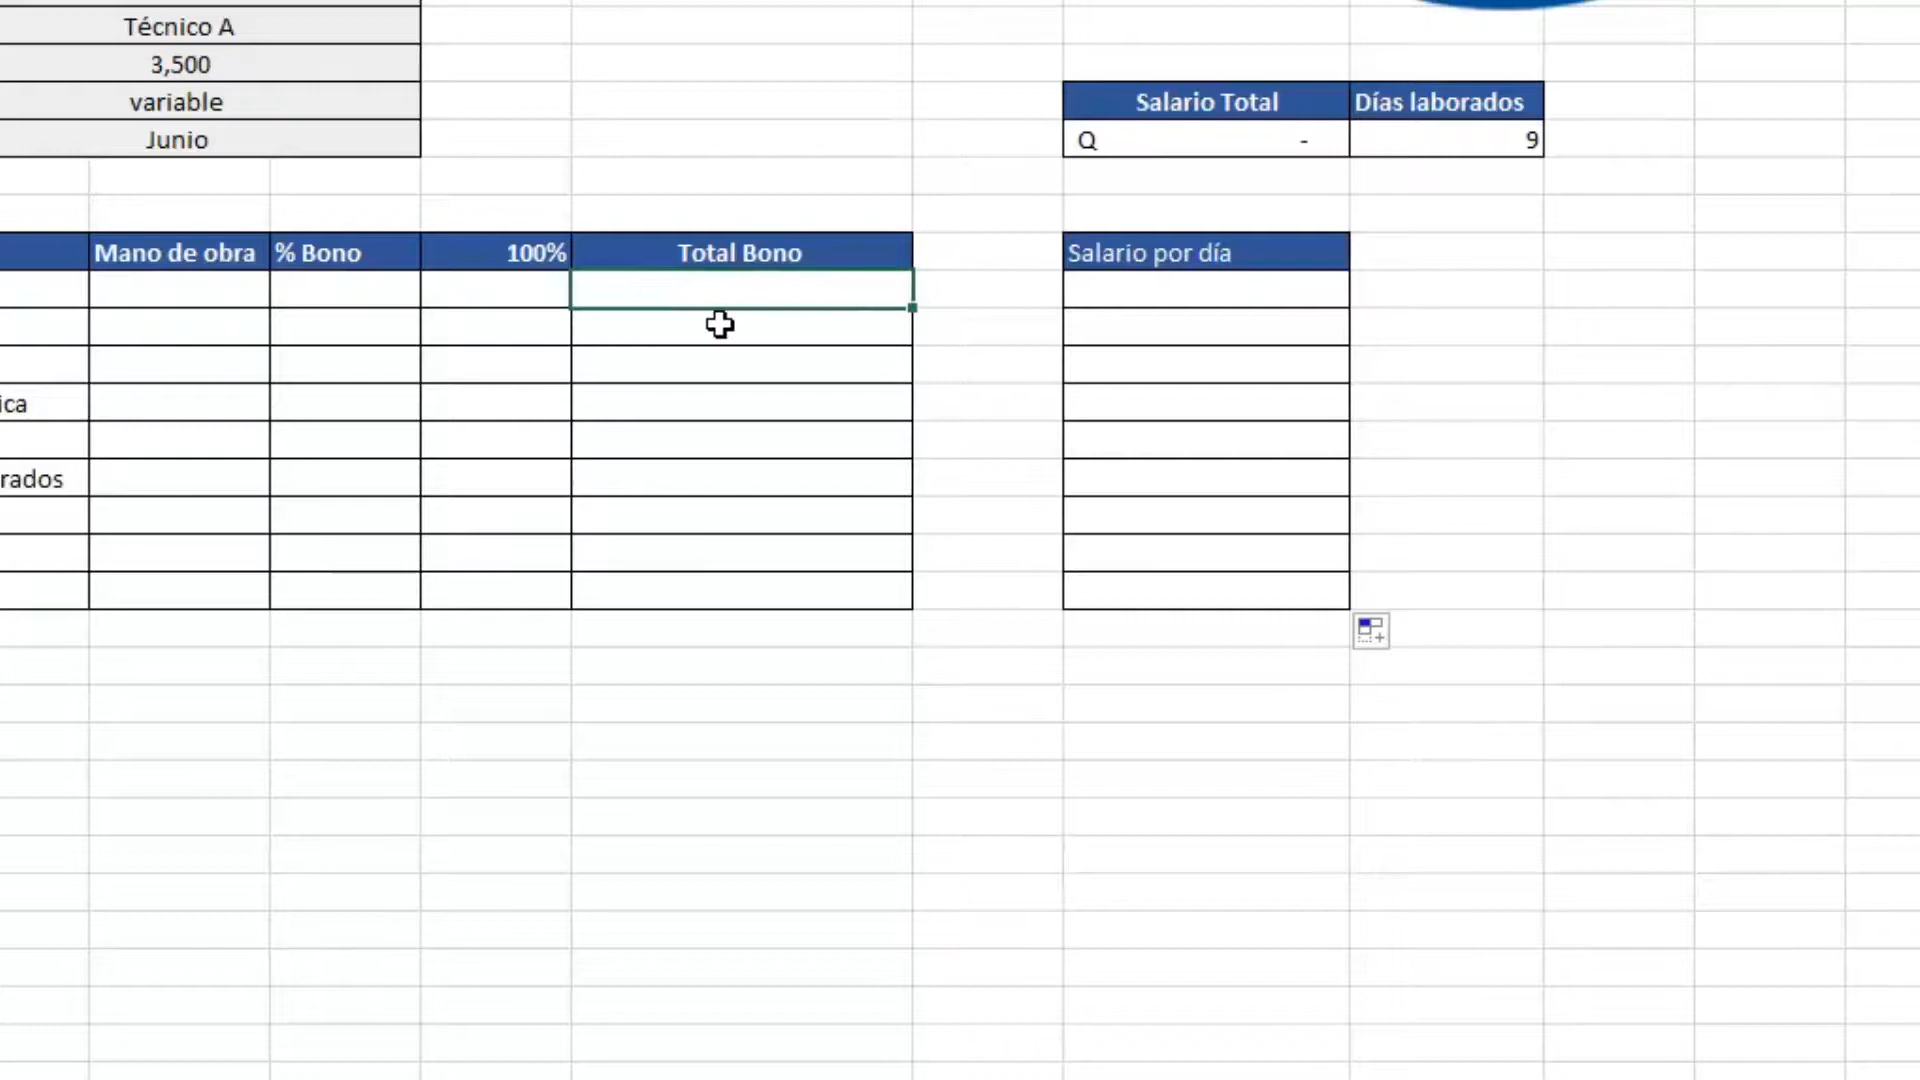 Técnico A
3,500
variable
Junio
Salario Total Días laborados
Q - 9
Mano de obra % Bono 100% Total Bono
Salario por día
ica
rados